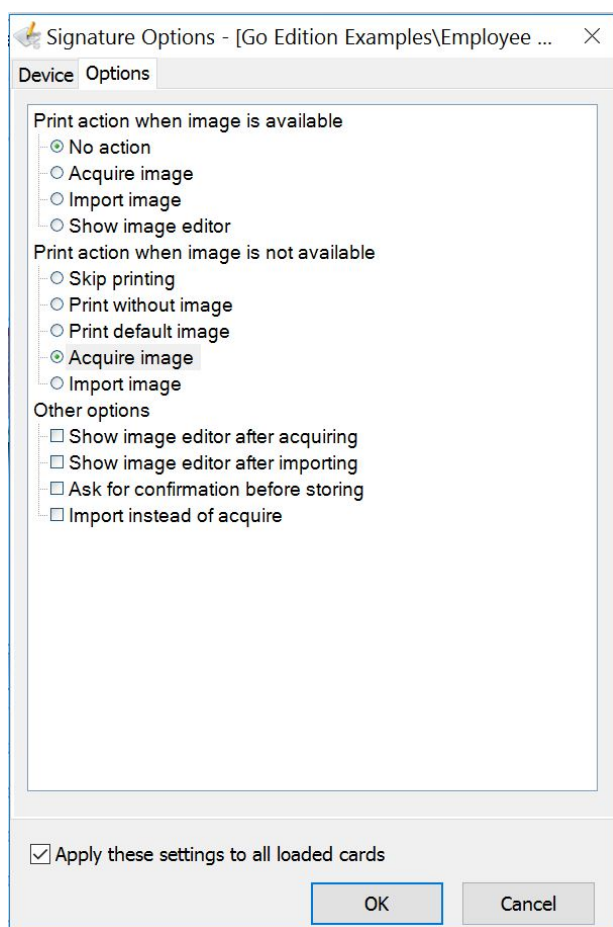 Signature Options - [Go Edition Examples\Employee ...
Device Options
Print action when image is available
No action
Acquire image
Import image
Show image editor
Print action when image is not available
Skip printing
Print without image
Print default image
Acquire image
Import image
Other options
Show image editor after acquiring
Show image editor after importing
Ask for confirmation before storing
Import instead of acquire
Apply these settings to all loaded cards
OK Cancel